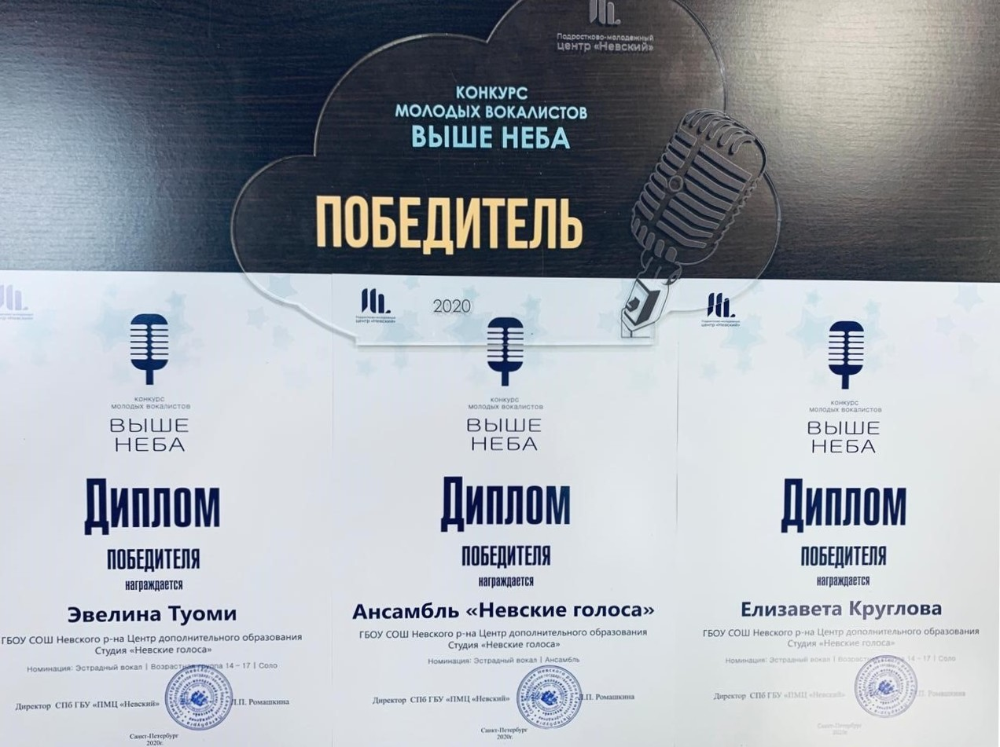 Подростково-молодежный
центр «Невский»
КОНКУРС
МОЛОДЫХ ВОКАЛИСТОВ
ВЫШЕ НЕБА
ПОБЕДИТЕЛЬ
2020
центр «Невский»
конкурс
молодых вокалистов
ВЫШЕ
НЕБА
Диплом
ПОБЕДИТЕЛЯ
награждается
Эвелина Туоми
ГБОУ СОШ Невского р-на Центр дополнительного образования
Студия «Невские голоса»
Номинация: Эстрадный вокал | Возрастная группа 14 – 17 | Соло
Директор СПб ГБУ «ПМЦ «Невский»
Л.П. Ромашкина
Санкт-Петербург
2020г.
Подростково-молодежный
центр «Невский»
конкурс
молодых вокалистов
ВЫШЕ
НЕБА
Диплом
ПОБЕДИТЕЛЯ
награждается
Ансамбль «Невские голоса»
ГБОУ СОШ Невского р-на Центр дополнительного образования
Студия «Невские голоса»
Номинация: Эстрадный вокал | Ансамбль
Директор СПб ГБУ «ПМЦ «Невский»
Л.П. Ромашкина
Санкт-Петербург
2020г.
Подростково-молодежный
центр «Невский»
конкурс
молодых вокалистов
ВЫШЕ
НЕБА
Диплом
ПОБЕДИТЕЛЯ
награждается
Елизавета Круглова
ГБОУ СОШ Невского р-на Центр дополнительного образования
Студия «Невские голоса»
Номинация: Эстрадный вокал | Возрастная группа 14 – 17 | Соло
Директор СПб ГБУ «ПМЦ «Невский»
Л.П. Ромашкина
Санкт-Петербург
2020г.